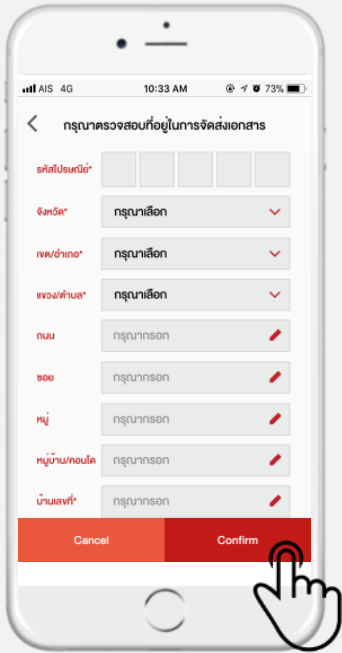 AIS 4G 10:33 AM 73%
กรุณาตรวจสอบที่อยู่ในการจัดส่งเอกสาร
รหัสไปรษณีย์*
จังหวัด* กรุณาเลือก
เขต/อำเภอ* กรุณาเลือก
แขวง/ตำบล* กรุณาเลือก
ถนน กรุณากรอก
ซอย กรุณากรอก
หมู่ กรุณากรอก
หมู่บ้าน/คอนโด กรุณากรอก
บ้านเลขที่* กรุณากรอก
Cancel Confirm